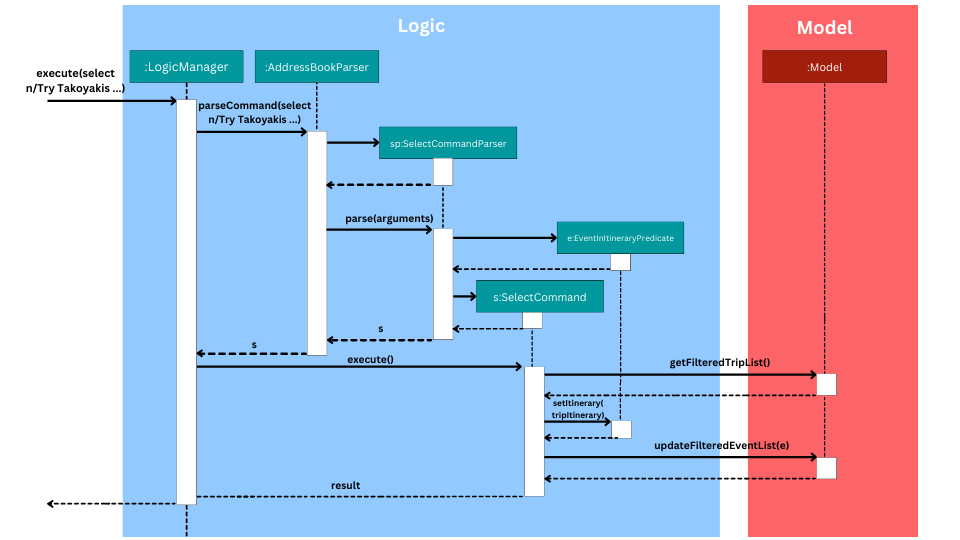 Logic
Model
:LogicManager
:AddressBookParser
:Model
execute(select
n/Try Takoyakis ...)
parseCommand(select
n/Try Takoyakis ...)
sp:SelectCommandParser
parse(arguments)
e:EventInItineraryPredicate
s:SelectCommand
s
s
execute()
getFilteredTripList()
setItinerary(
tripItinerary)
updateFilteredEventList(e)
result